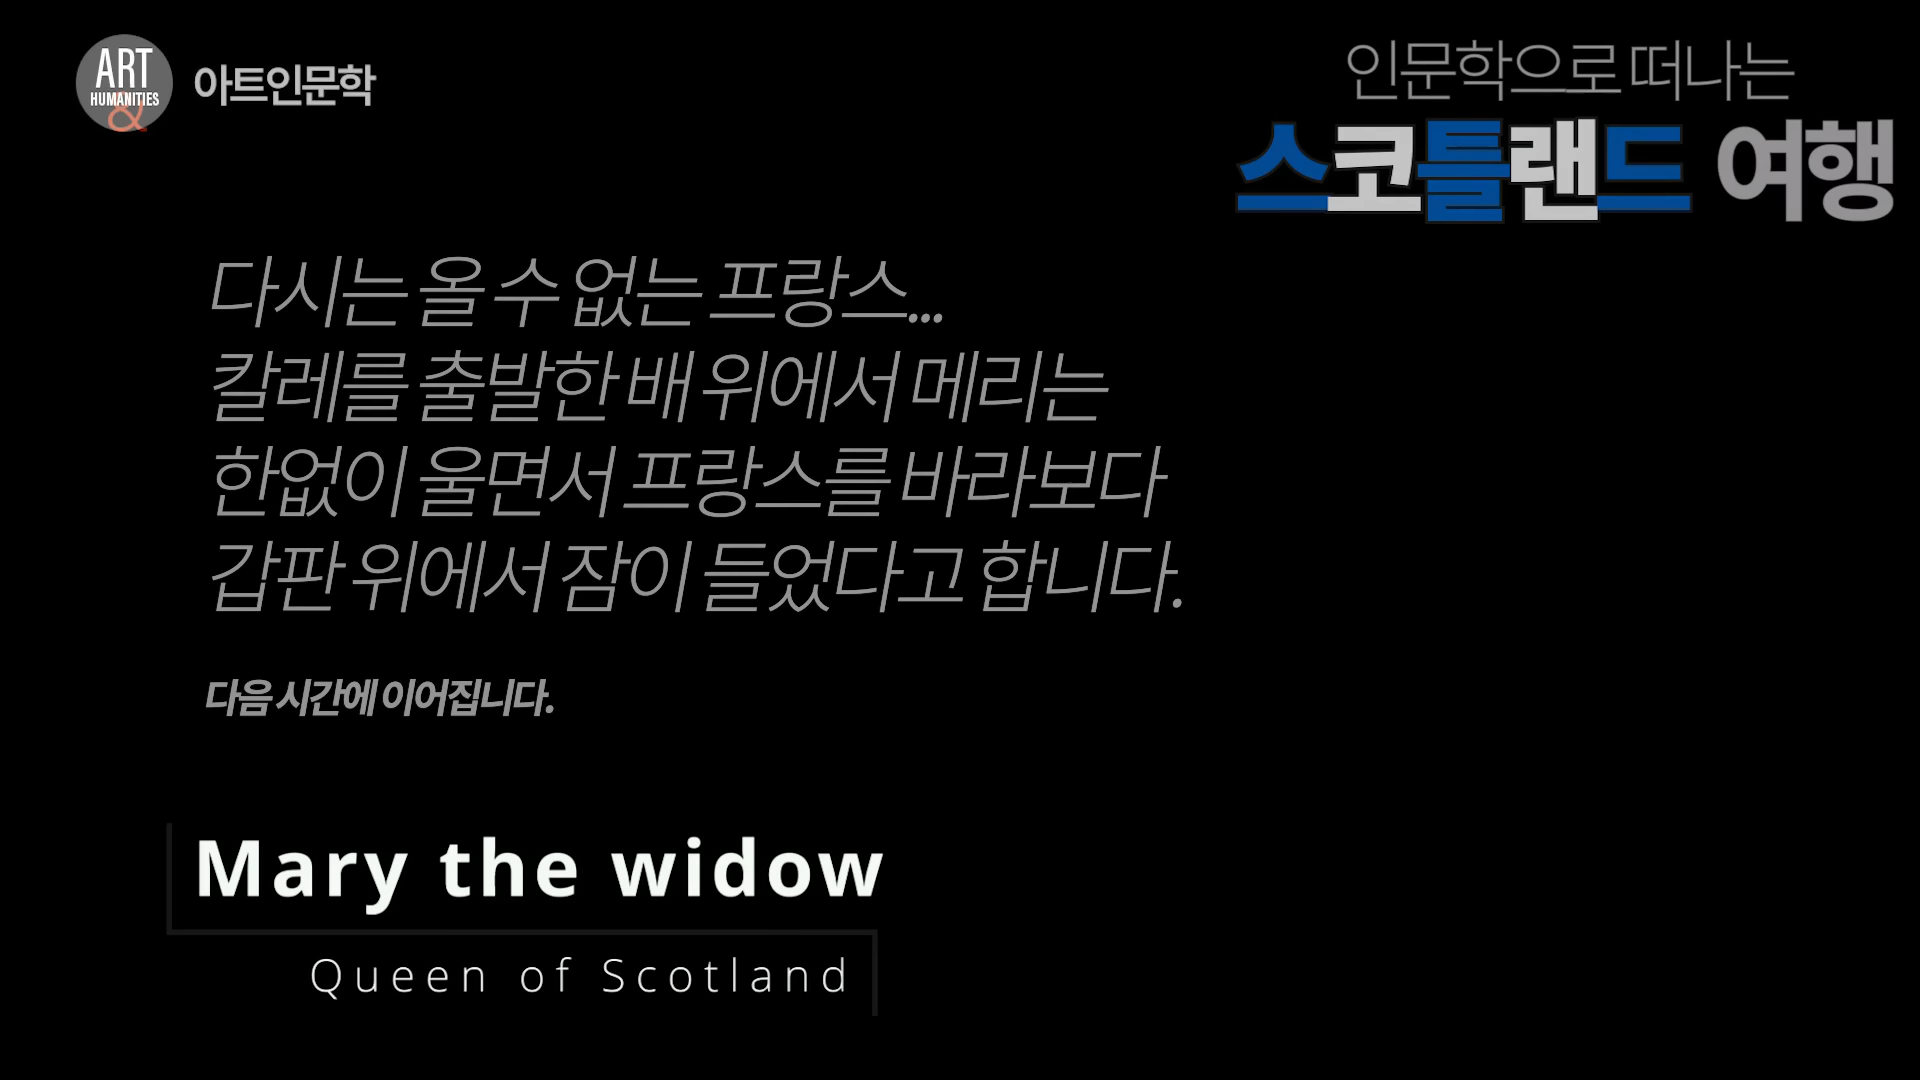 ART
HUMANITIES
&
아트인문학
인문학으로 떠나는
스코틀랜드 여행
다시는 올 수 없는 프랑스...
칼레를 출발한 배 위에서 메리는
한없이 울면서 프랑스를 바라보다
갑판 위에서 잠이 들었다고 합니다.
다음 시간에 이어집니다.
Mary the widow
Queen of Scotland